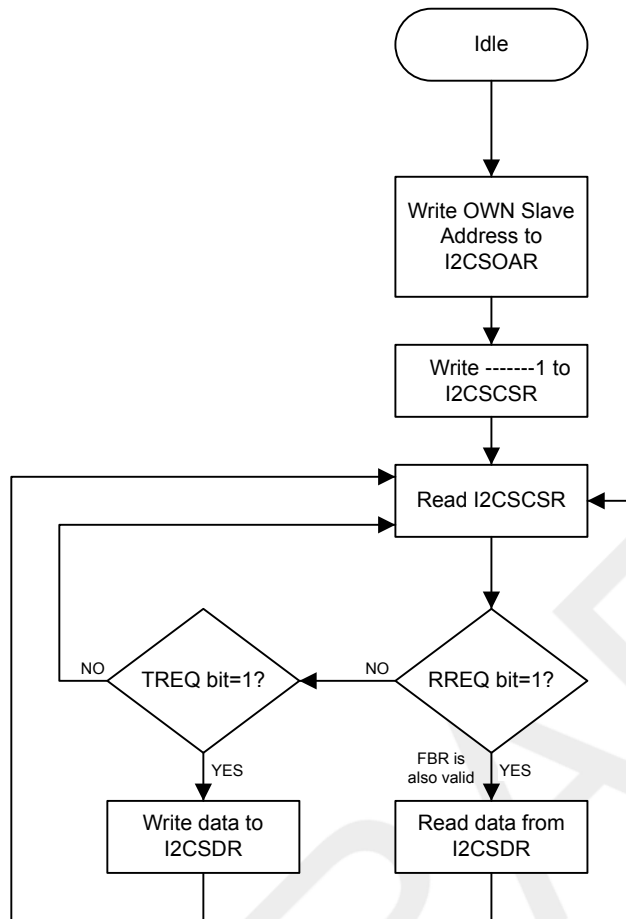 Idle
Write OWN Slave
Address to
I2CSOAR
Write -------1 to
I2CSCSR
Read I2CSCSR
NO
TREQ bit=1?
NO
RREQ bit=1?
YES
FBR is
also valid
YES
Write data to
I2CSDR
Read data from
I2CSDR